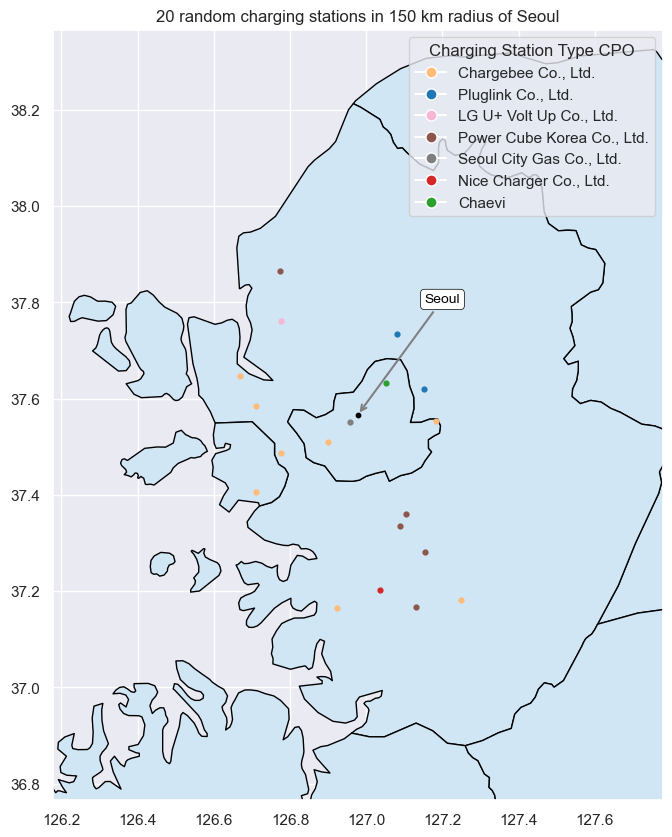 20 random charging stations in 150 km radius of Seoul
Charging Station Type CPO
Chargebee Co., Ltd.
Pluglink Co., Ltd.
LG U+ Volt Up Co., Ltd.
Power Cube Korea Co., Ltd.
Seoul City Gas Co., Ltd.
Nice Charger Co., Ltd.
Chaevi
Seoul
38.2
38.0
37.8
37.6
37.4
37.2
37.0
36.8
126.2 126.4 126.6 126.8 127.0 127.2 127.4 127.6